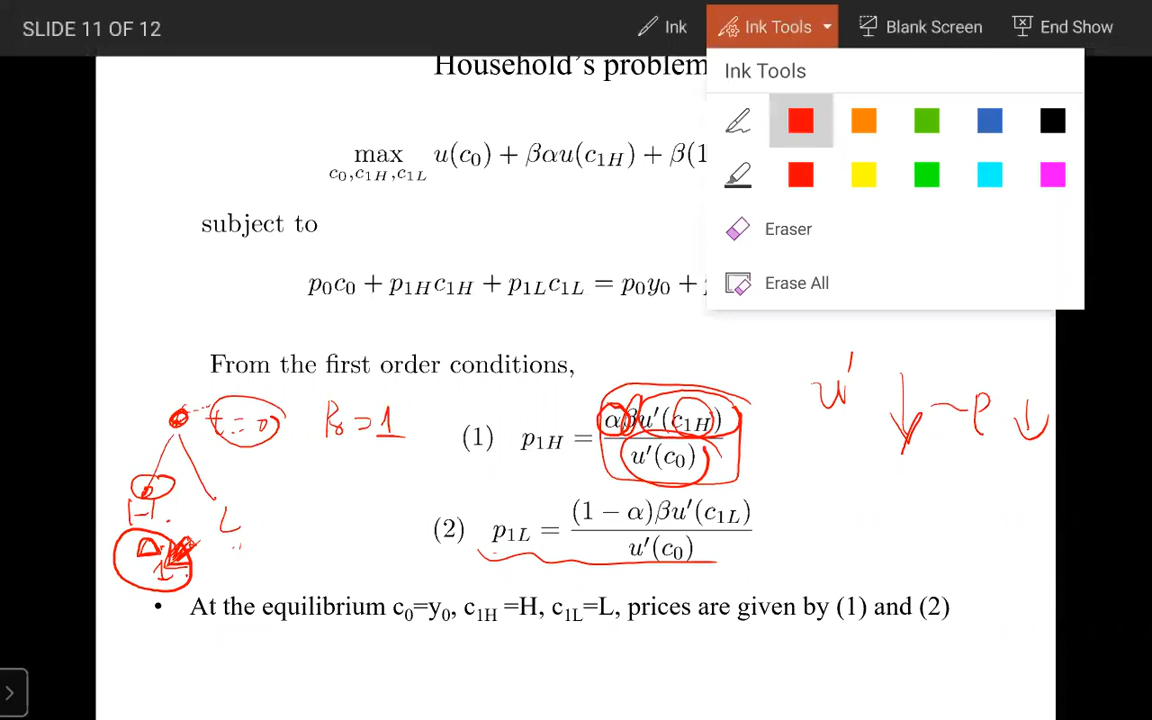 SLIDE 11 OF 12
Ink
Ink Tools
Blank Screen
End Show
Ink Tools
Eraser
Erase All
Household's problem
max u(c₀) + βαu(c₁H) + β(1
c₀,c₁H,c₁L
subject to
p₀c₀ + p₁Hc₁H + p₁Lc₁L = p₀y₀ +
From the first order conditions,
u' ↓ ~ P ↓
t=0 P₀ = 1
(1) p₁H = αβu'(c₁H) / u'(c₀)
H L
(2) p₁L = (1 − α)βu'(c₁L) / u'(c₀)
• At the equilibrium c₀=y₀, c₁H =H, c₁L=L, prices are given by (1) and (2)